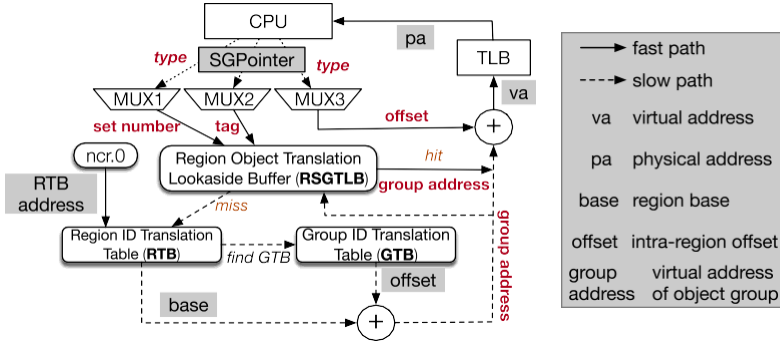 CPU
pa
TLB
type
SGPointer
type
MUX1
MUX2
MUX3
va
set number
tag
offset
+
ncr.0
Region Object Translation
Lookaside Buffer (RSGTLB)
hit
group address
RTB
address
miss
Region ID Translation
Table (RTB)
find GTB
Group ID Translation
Table (GTB)
group address
base
offset
+
fast path
slow path
va virtual address
pa physical address
base region base
offset intra-region offset
group virtual address
address of object group